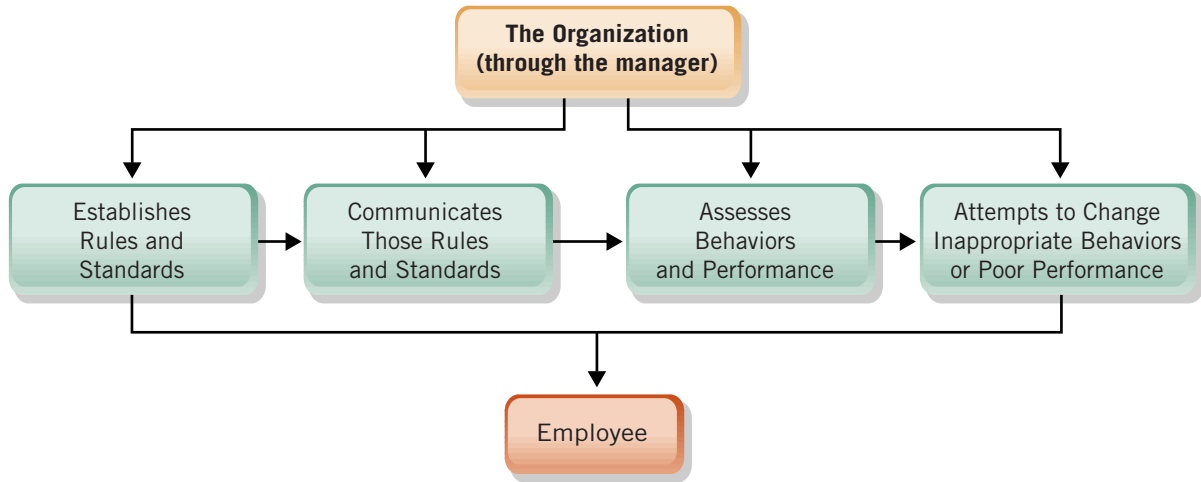 The Organization
(through the manager)
Establishes
Rules and
Standards
Communicates
Those Rules
and Standards
Assesses
Behaviors
and Performance
Attempts to Change
Inappropriate Behaviors
or Poor Performance
Employee